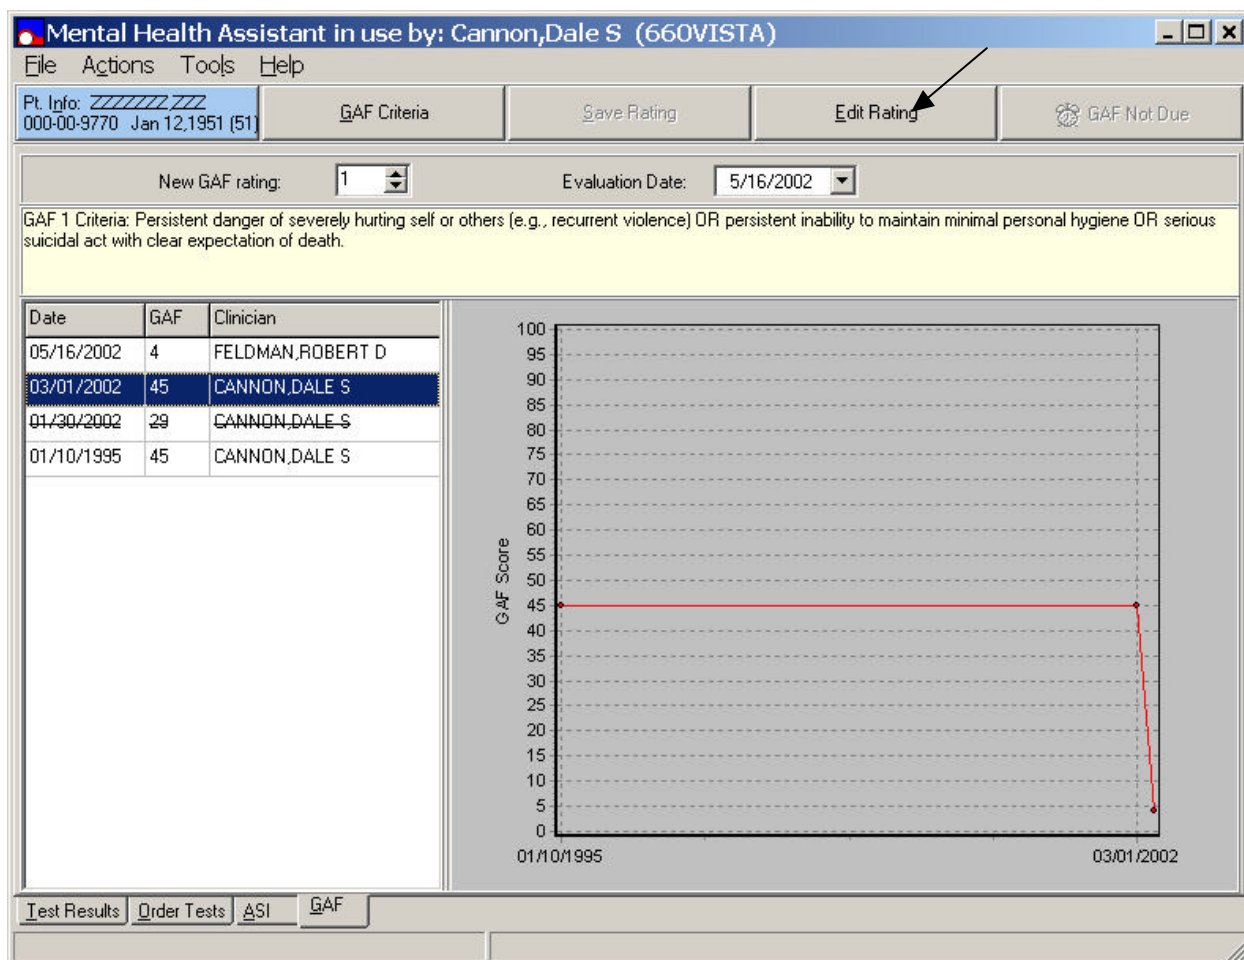 Mental Health Assistant in use by: Cannon,Dale S (660VISTA)
File Actions Tools Help
Pt. Info: ZZZZZZZ,ZZZ
000-00-9770 Jan 12,1951 (51)
GAF Criteria
Save Rating
Edit Rating
GAF Not Due
New GAF rating: 1 Evaluation Date: 5/16/2002
GAF 1 Criteria: Persistent danger of severely hurting self or others (e.g., recurrent violence) OR persistent inability to maintain minimal personal hygiene OR serious
suicidal act with clear expectation of death.
Date GAF Clinician
05/16/2002 4 FELDMAN,ROBERT D
03/01/2002 45 CANNON,DALE S
01/30/2002 29 CANNON,DALE S
01/10/1995 45 CANNON,DALE S
GAF Score
100
95
90
85
80
75
70
65
60
55
50
45
40
35
30
25
20
15
10
5
0
01/10/1995 03/01/2002
Test Results Order Tests ASI GAF